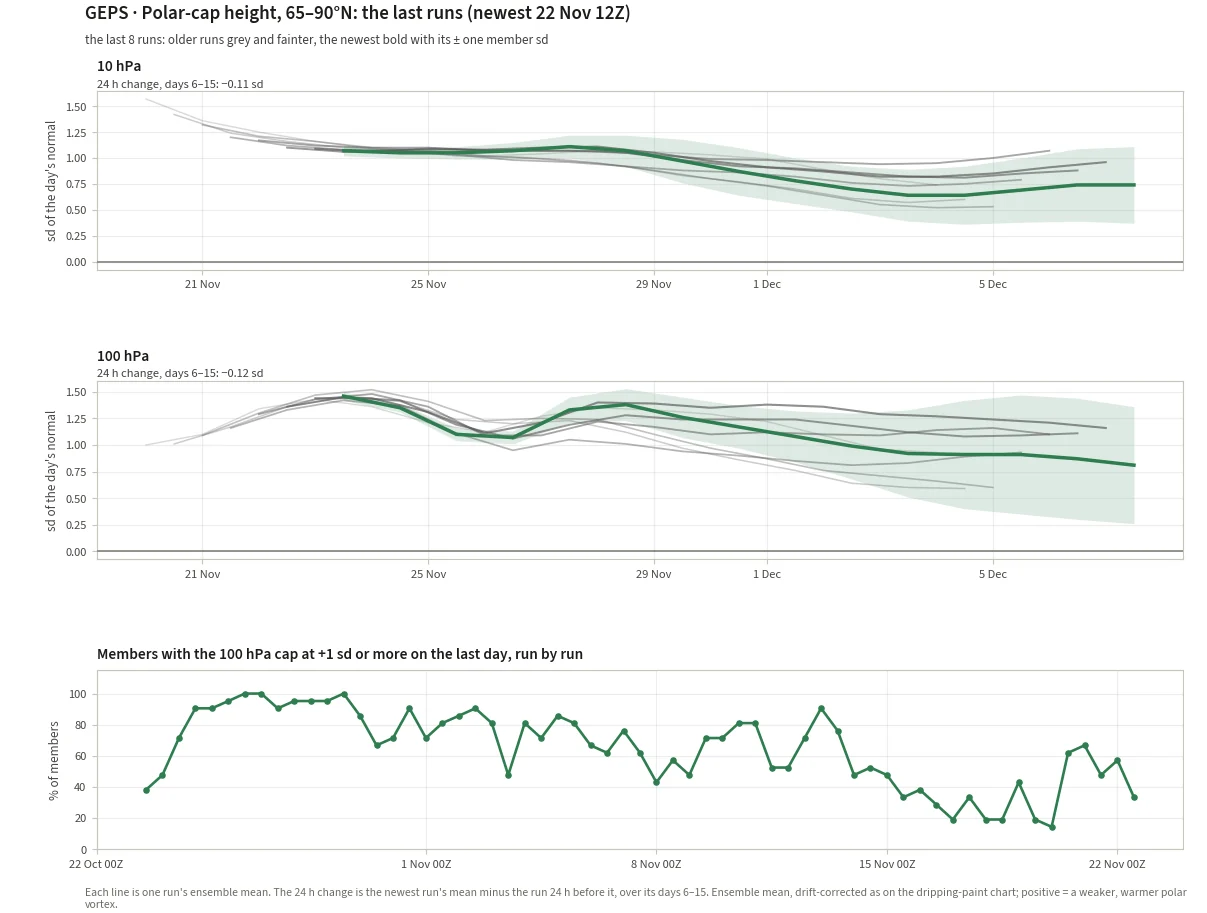 GEPS · Polar-cap height, 65–90°N: the last runs (newest 22 Nov 12Z)
the last 8 runs: older runs grey and fainter, the newest bold with its ± one member sd
10 hPa
24 h change, days 6–15: −0.11 sd
sd of the day's normal
1.50
1.25
1.00
0.75
0.50
0.25
0.00
21 Nov
25 Nov
29 Nov
1 Dec
5 Dec
100 hPa
24 h change, days 6–15: −0.12 sd
sd of the day's normal
1.50
1.25
1.00
0.75
0.50
0.25
0.00
21 Nov
25 Nov
29 Nov
1 Dec
5 Dec
Members with the 100 hPa cap at +1 sd or more on the last day, run by run
% of members
100
80
60
40
20
0
22 Oct 00Z
1 Nov 00Z
8 Nov 00Z
15 Nov 00Z
22 Nov 00Z
Each line is one run's ensemble mean. The 24 h change is the newest run's mean minus the run 24 h before it, over its days 6–15. Ensemble mean, drift-corrected as on the dripping-paint chart; positive = a weaker, warmer polar
vortex.